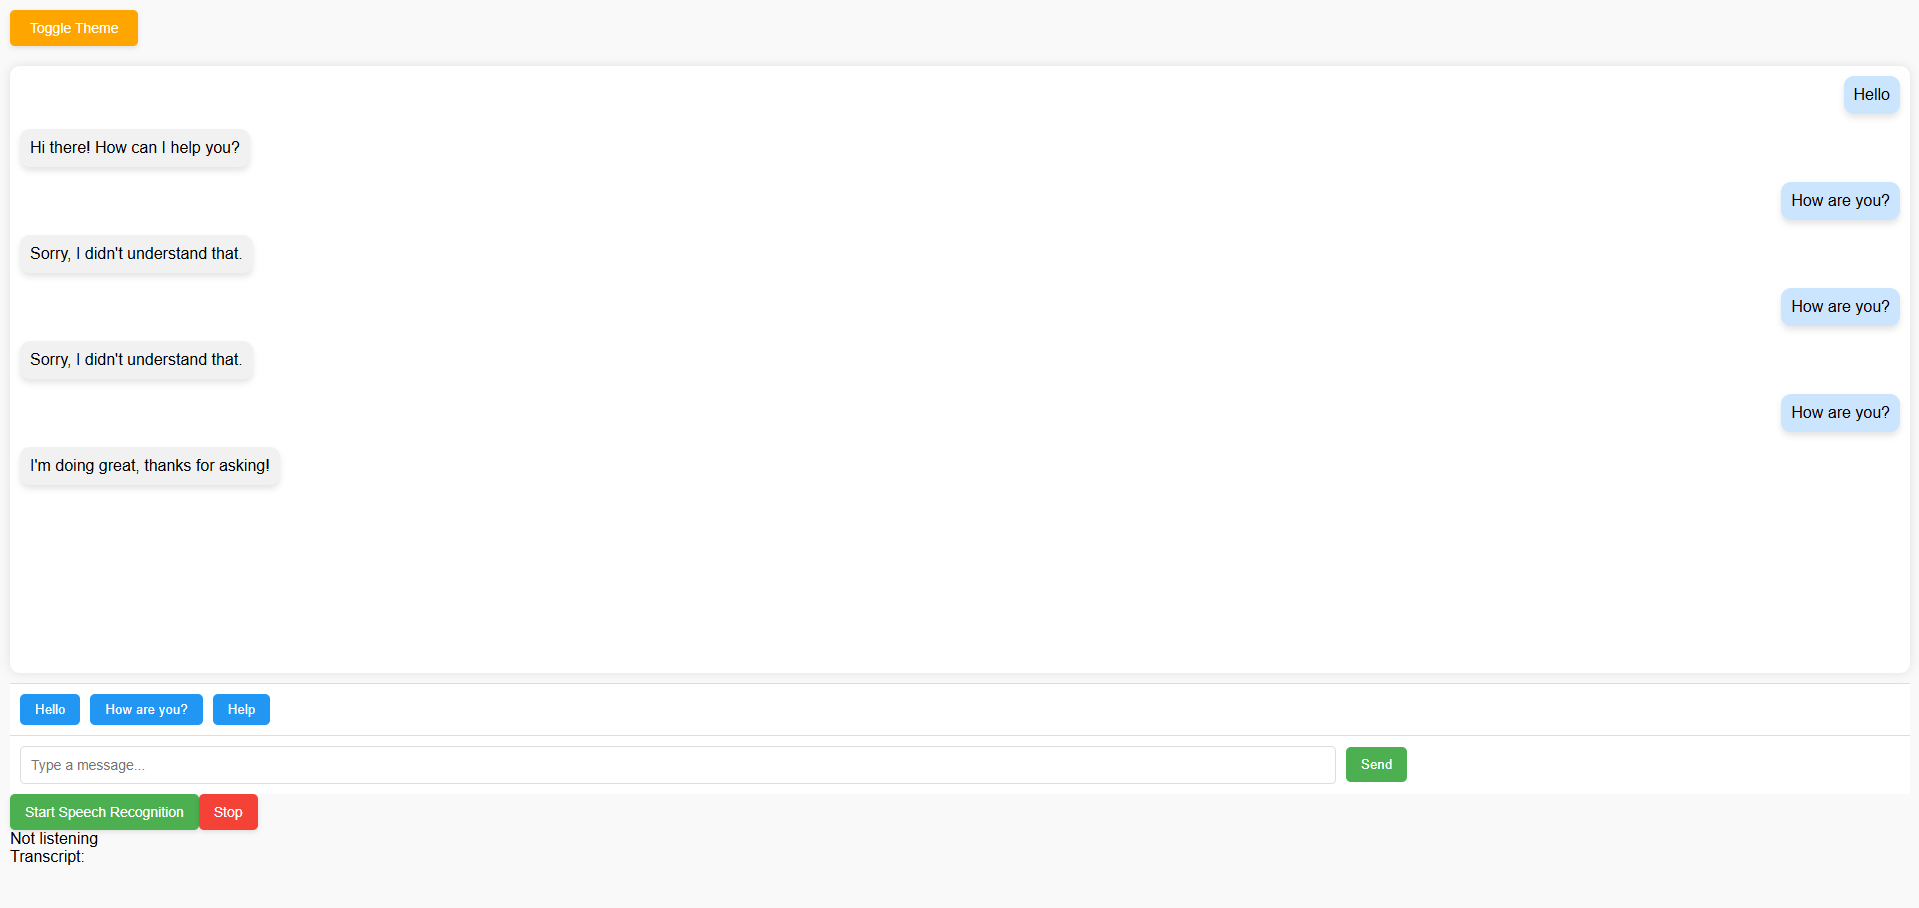 Toggle Theme
Hello
Hi there! How can I help you?
How are you?
Sorry, I didn't understand that.
How are you?
Sorry, I didn't understand that.
How are you?
I'm doing great, thanks for asking!
Hello How are you? Help
Type a message... Send
Start Speech Recognition Stop
Not listening
Transcript: